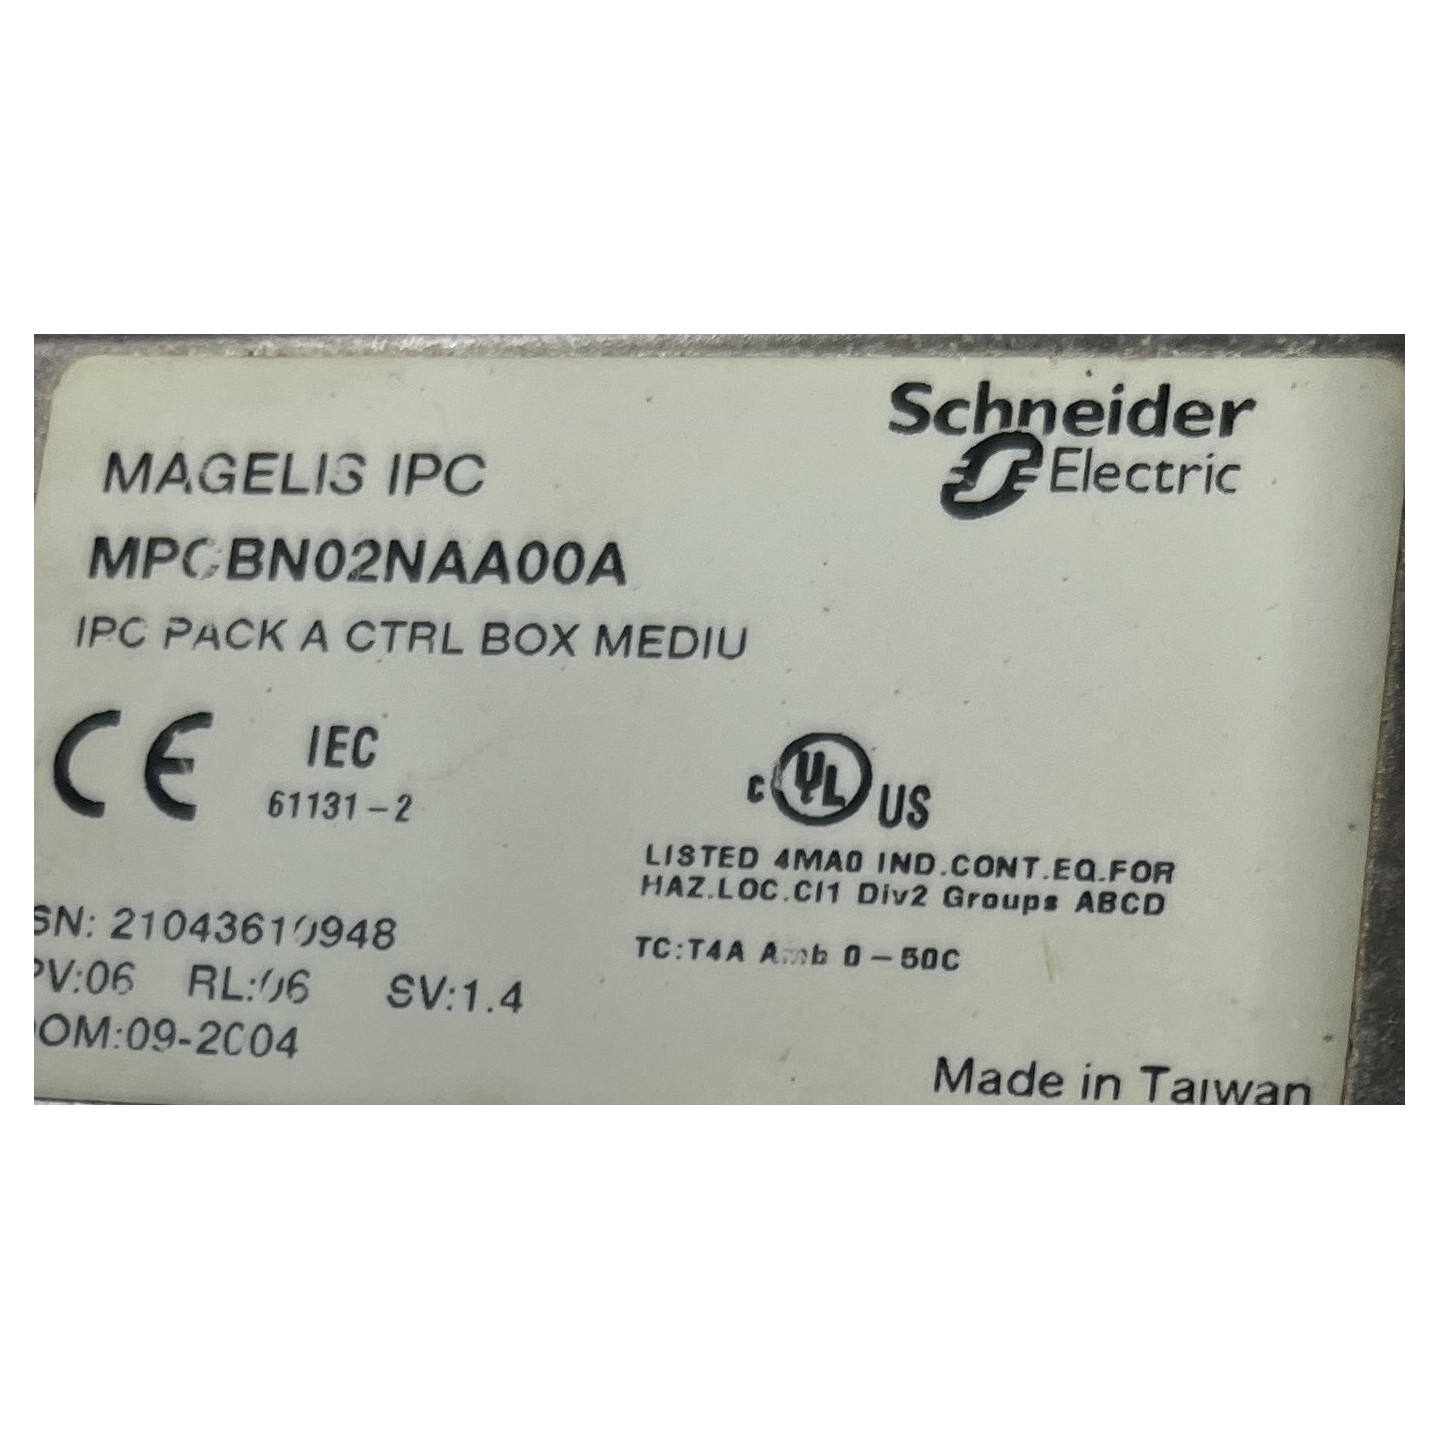 Schneider
Electric
MAGELIS IPC
MPCBN02NAA00A
IPC PACK A CTRL BOX MEDIU
CE IEC
61131-2
c UL US
LISTED 4MA0 IND.CONT.EQ.FOR
HAZ.LOC.Cl1 Div2 Groups ABCD
TC:T4A Amb 0-50C
SN: 21043610948
PV:06 RL:06 SV:1.4
DOM:09-2004
Made in Taiwan